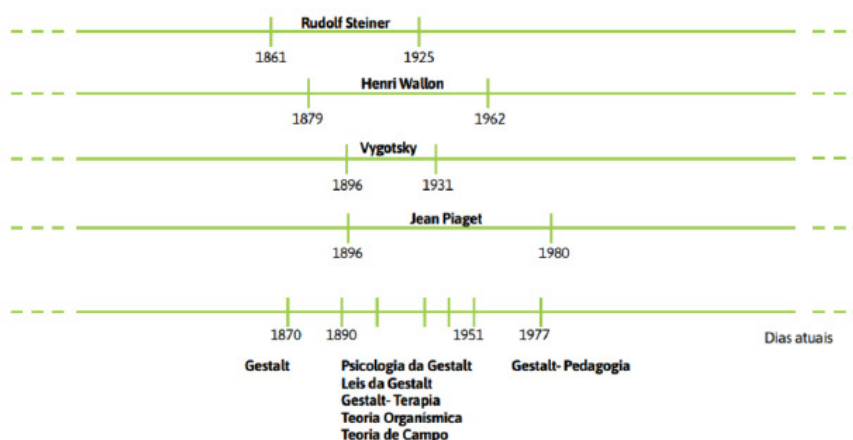 Rudolf Steiner
1861 1925
Henri Wallon
1879 1962
Vygotsky
1896 1931
Jean Piaget
1896 1980
1870 1890 1951 1977 Dias atuais
Gestalt Psicologia da Gestalt Gestalt- Pedagogia
Leis da Gestalt
Gestalt- Terapia
Teoria Organísmica
Teoria de Campo